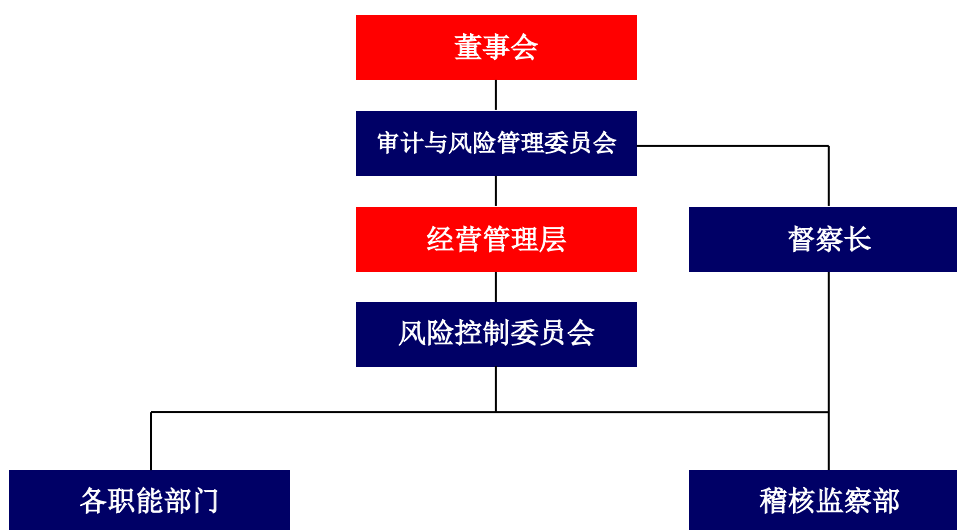 董事会
审计与风险管理委员会
经营管理层
督察长
风险控制委员会
各职能部门
稽核监察部